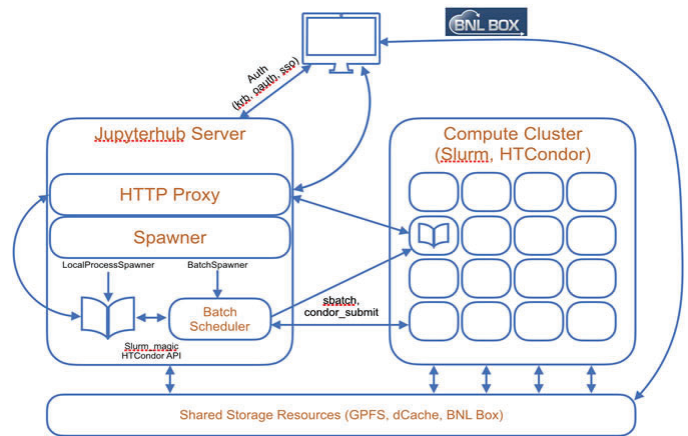 BNL BOX
Auth
(krb, oauth, sso)
Jupyterhub Server
HTTP Proxy
Spawner
LocalProcessSpawner
BatchSpawner
Batch
Scheduler
Slurm_magic
HTCondor API
sbatch,
condor_submit
Compute Cluster
(Slurm, HTCondor)
Shared Storage Resources (GPFS, dCache, BNL Box)